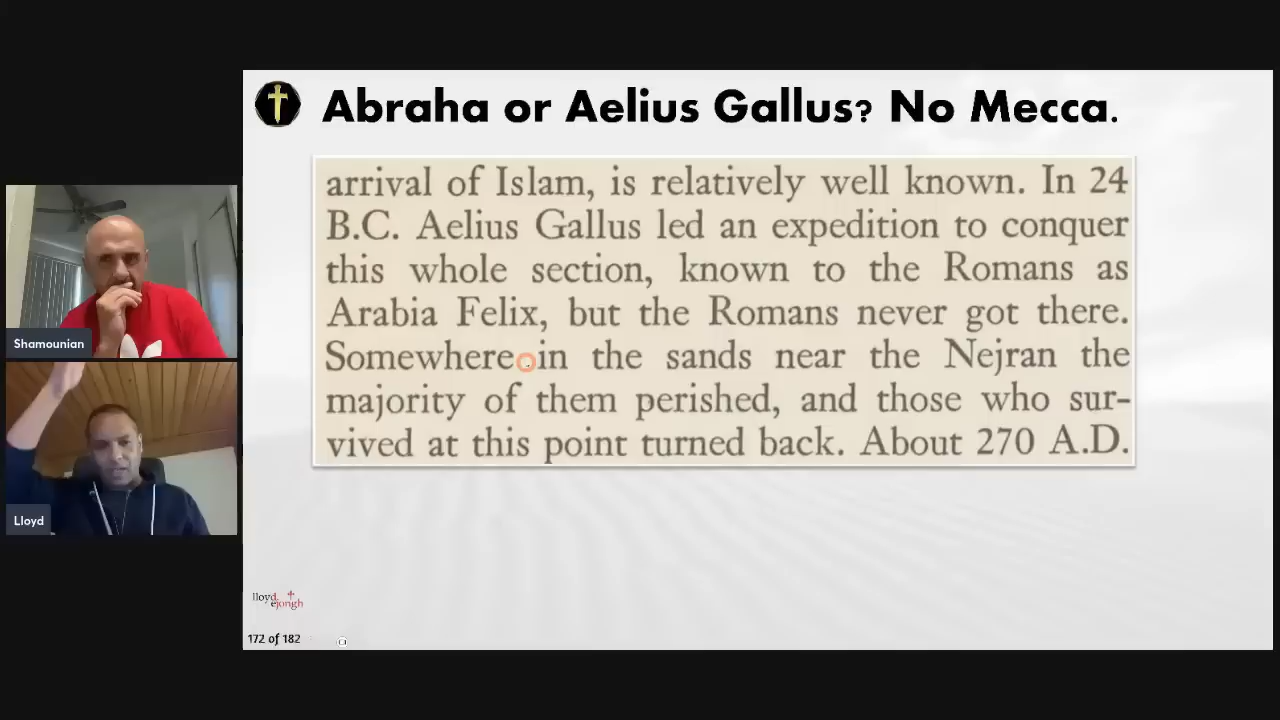 Abraha or Aelius Gallus? No Mecca.
arrival of Islam, is relatively well known. In 24
B.C. Aelius Gallus led an expedition to conquer
this whole section, known to the Romans as
Arabia Felix, but the Romans never got there.
Somewhere in the sands near the Nejran the
majority of them perished, and those who sur-
vived at this point turned back. About 270 A.D.
Shamounian
Lloyd
lloyd
ejongh
172 of 182